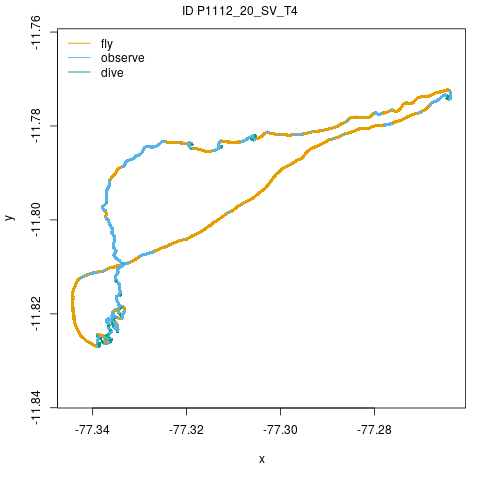 ID P1112_20_SV_T4
fly
observe
dive
-11.76
-11.78
-11.80
-11.82
-11.84
y
-77.34 -77.32 -77.30 -77.28
x